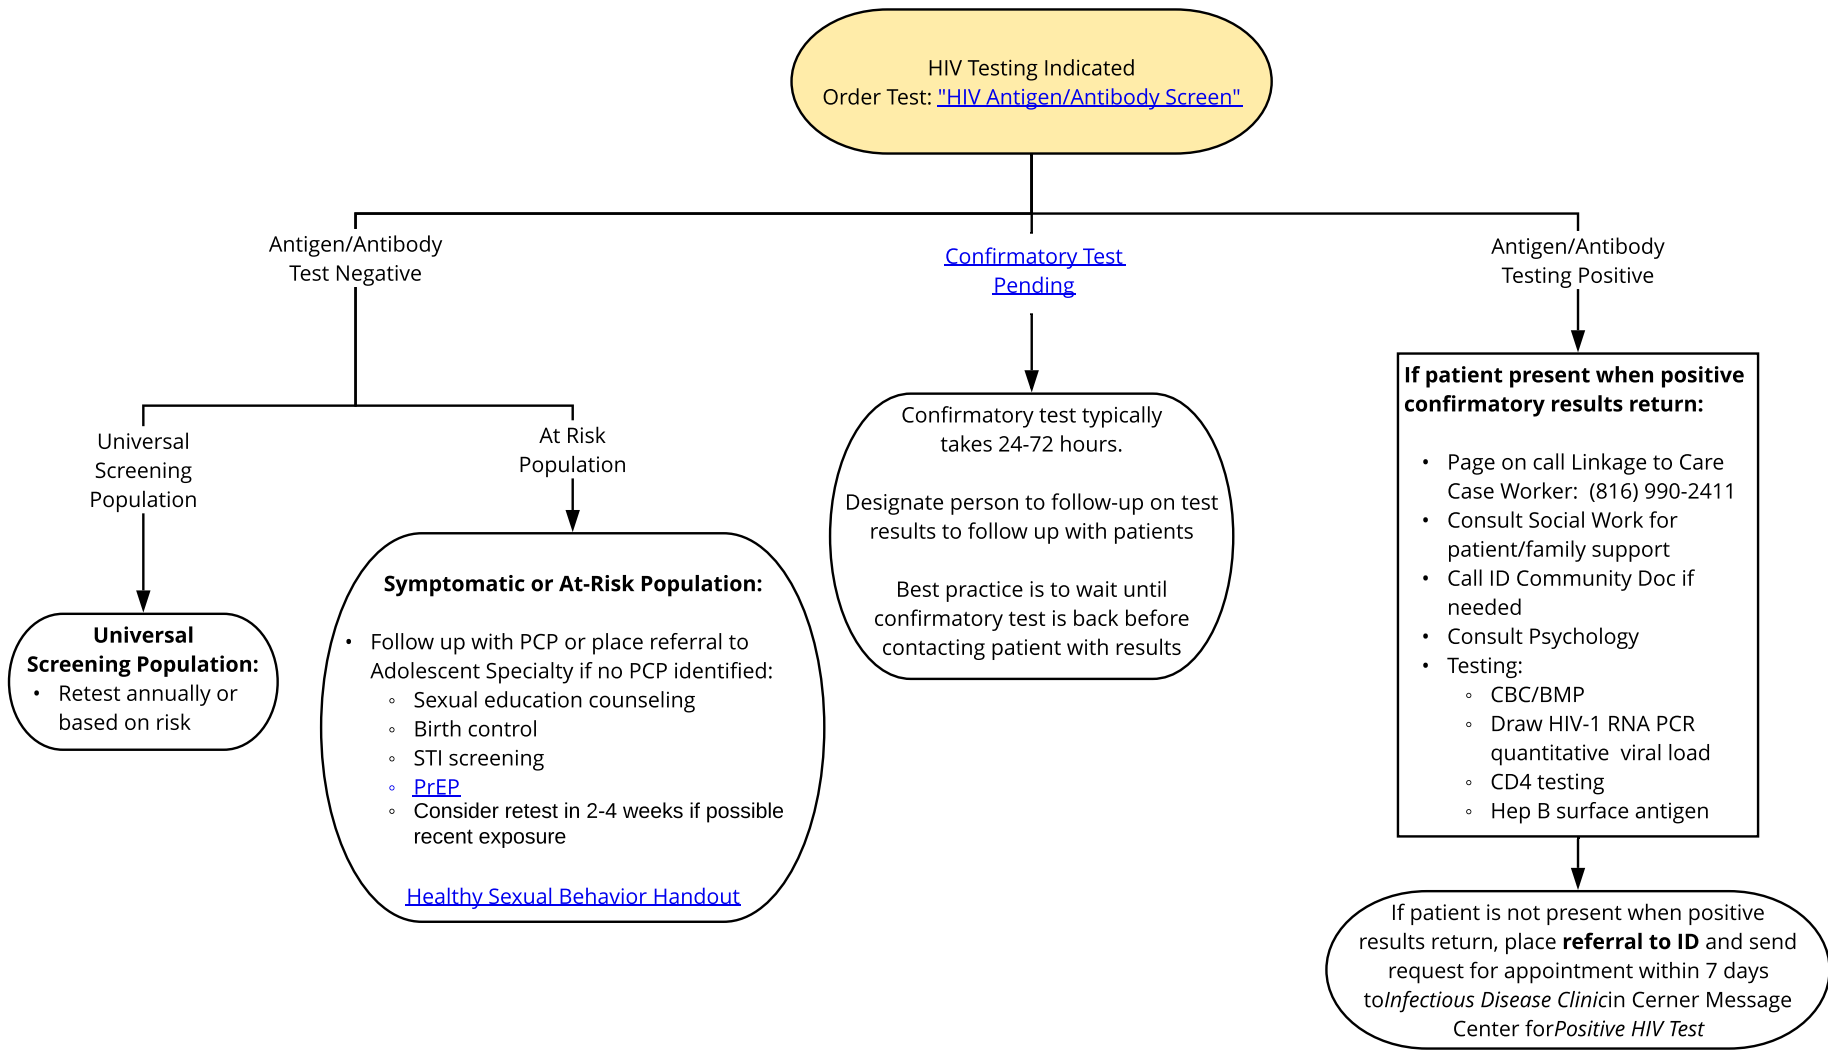 HIV Testing Indicated
Order Test: "HIV Antigen/Antibody Screen"
Antigen/Antibody
Test Negative
Universal
Screening
Population
Universal
Screening Population:
• Retest annually or
based on risk
At Risk
Population
Symptomatic or At-Risk Population:
• Follow up with PCP or place referral to
Adolescent Specialty if no PCP identified:
◦ Sexual education counseling
◦ Birth control
◦ STI screening
◦ PrEP
◦ Consider retest in 2-4 weeks if possible
recent exposure
Healthy Sexual Behavior Handout
Confirmatory Test
Pending
Confirmatory test typically
takes 24-72 hours.
Designate person to follow-up on test
results to follow up with patients
Best practice is to wait until
confirmatory test is back before
contacting patient with results
Antigen/Antibody
Testing Positive
If patient present when positive
confirmatory results return:
• Page on call Linkage to Care
Case Worker:  (816) 990-2411
• Consult Social Work for
patient/family support
• Call ID Community Doc if
needed
• Consult Psychology
• Testing:
◦ CBC/BMP
◦ Draw HIV-1 RNA PCR
quantitative  viral load
◦ CD4 testing
◦ Hep B surface antigen
If patient is not present when positive
results return, place referral to ID and send
request for appointment within 7 days
toInfectious Disease Clinicin Cerner Message
Center forPositive HIV Test